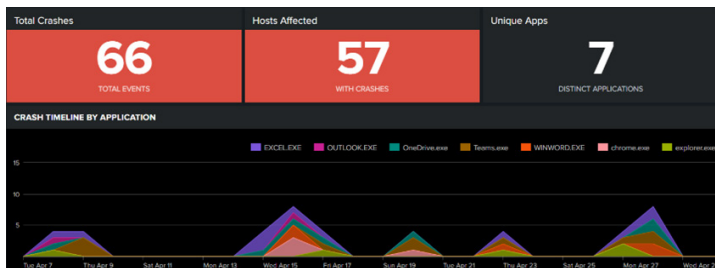 Total Crashes
Hosts Affected
Unique Apps
66
57
7
TOTAL EVENTS
WITH CRASHES
DISTINCT APPLICATIONS
CRASH TIMELINE BY APPLICATION
EXCEL.EXE OUTLOOK.EXE OneDrive.exe Teams.exe WINWORD.EXE chrome.exe explorer.exe
15
10
5
Tue Apr 7 Thu Apr 9 Sat Apr 11 Mon Apr 13 Wed Apr 15 Fri Apr 17 Sun Apr 19 Tue Apr 21 Thu Apr 23 Sat Apr 25 Mon Apr 27 Wed Apr 2